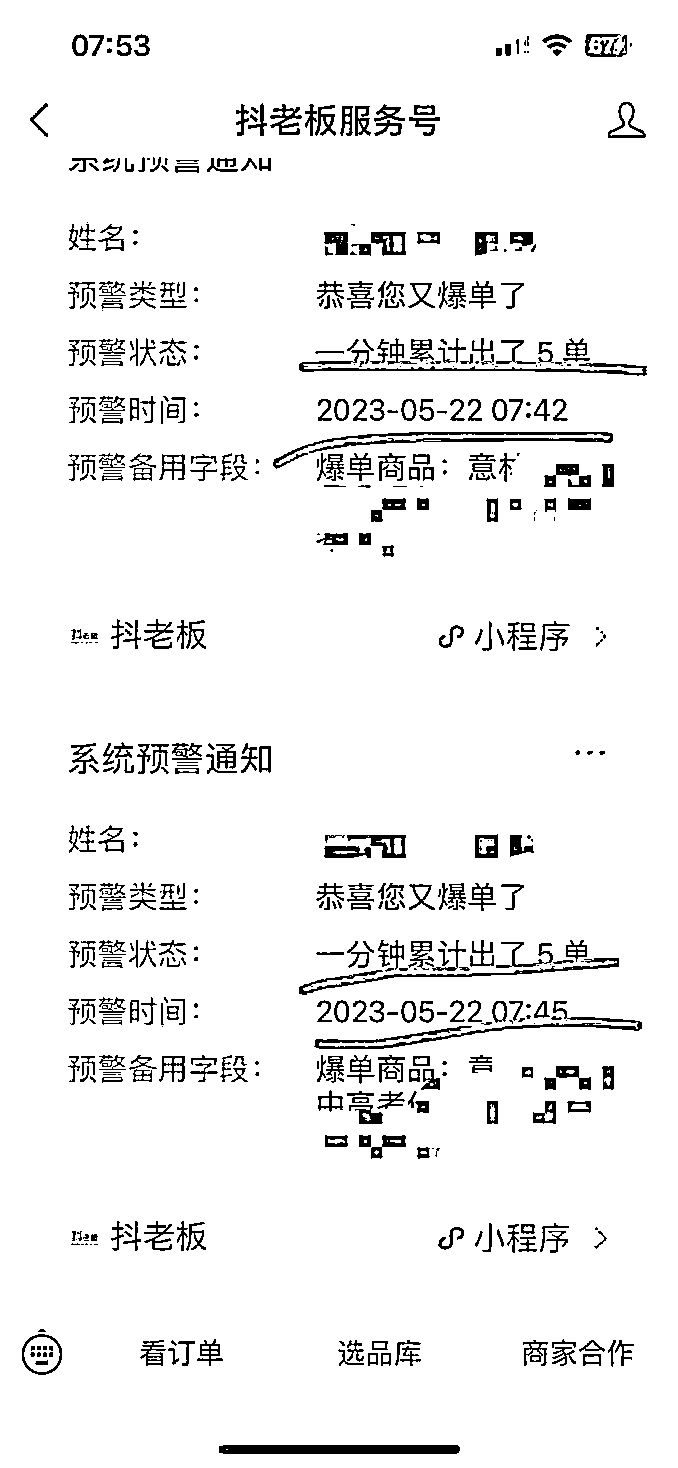 07:53
抖老板服务号
系统预警通知
姓名：
预警类型： 恭喜您又爆单了
预警状态： 一分钟累计出了 5 单
预警时间： 2023-05-22 07:42
预警备用字段： 爆单商品：意
抖老板 小程序
系统预警通知
姓名：
预警类型： 恭喜您又爆单了
预警状态： 一分钟累计出了 5 单
预警时间： 2023-05-22 07:45
预警备用字段： 爆单商品：
中高老
抖老板 小程序
看订单 选品库 商家合作